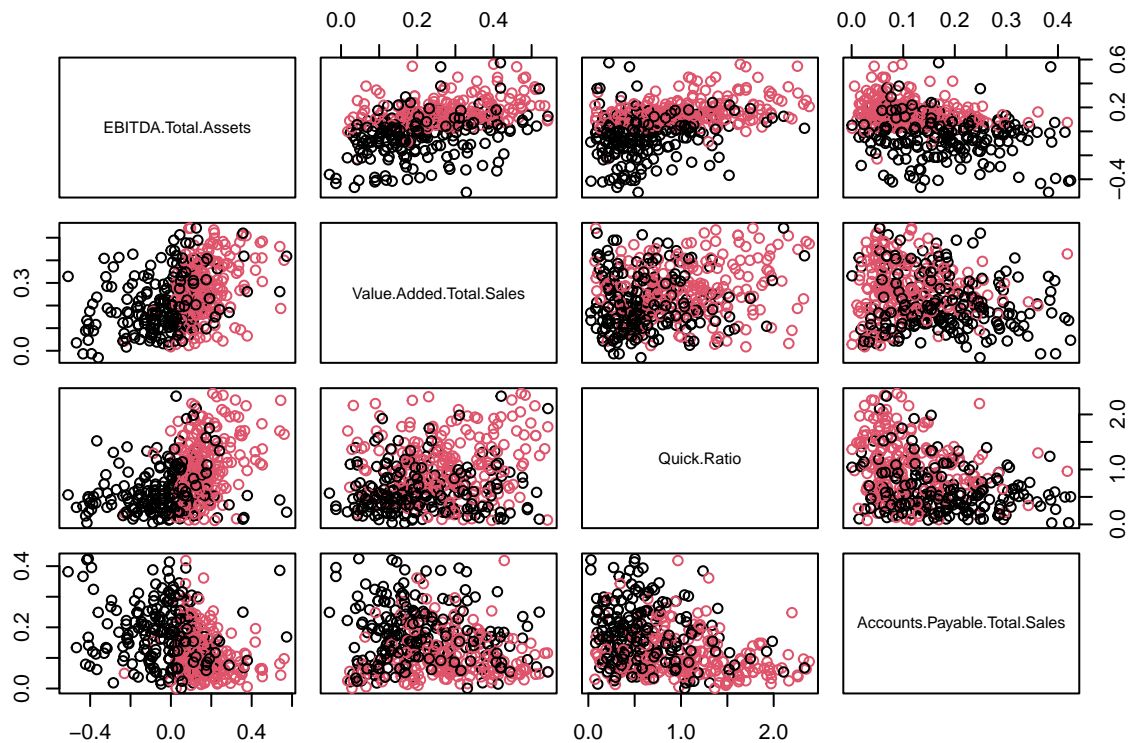 0.0 0.2 0.4
0.0 0.1 0.2 0.3 0.4
EBITDA.Total.Assets
−0.4 0.2 0.6
0.0 0.3
Value.Added.Total.Sales
Quick.Ratio
0.0 1.0 2.0
0.0 0.2 0.4
Accounts.Payable.Total.Sales
−0.4 0.0 0.4
0.0 1.0 2.0